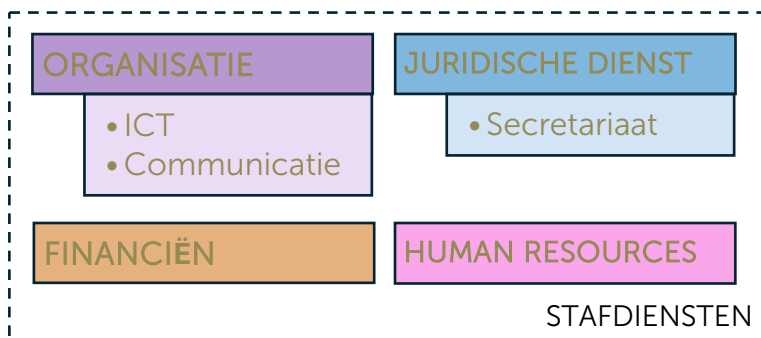 ORGANISATIE
• ICT
• Communicatie
JURIDISCHE DIENST
• Secretariaat
FINANCIËN
HUMAN RESOURCES
STAFDIENSTEN